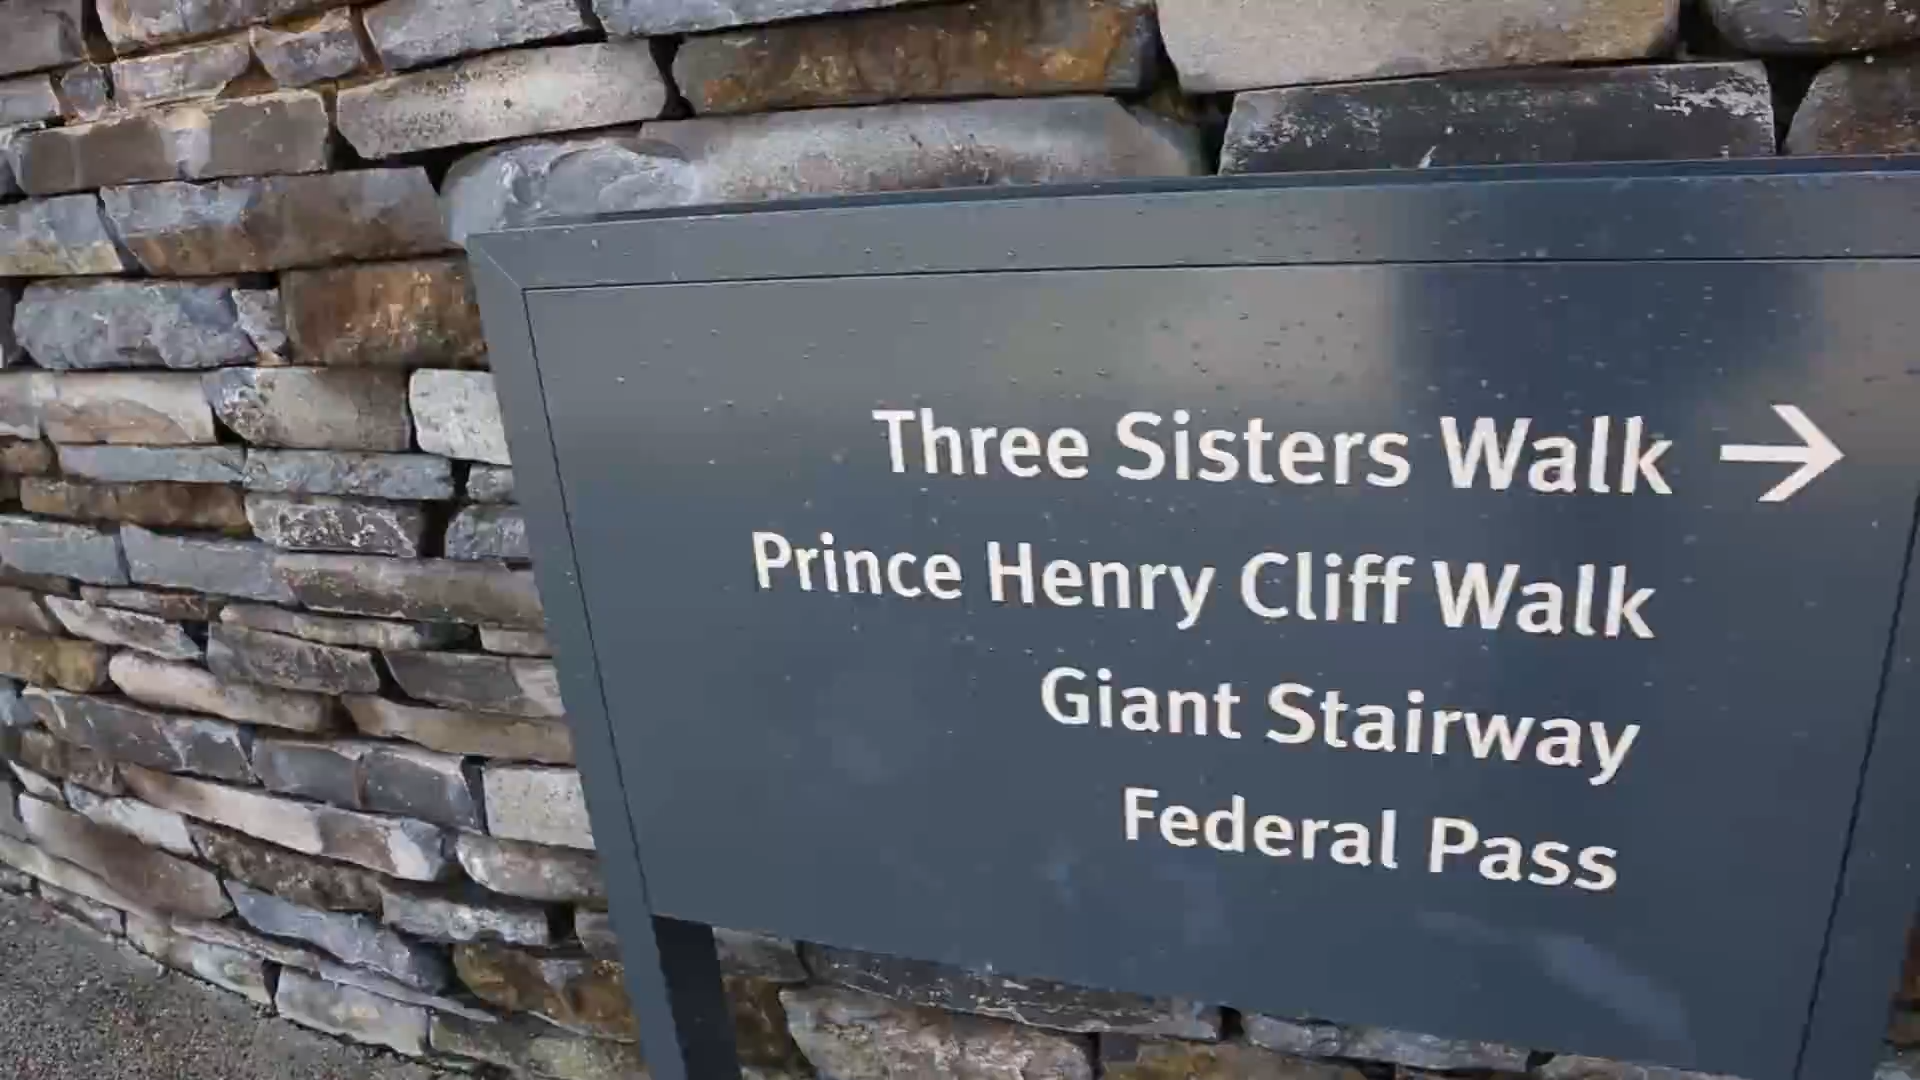 Three Sisters Walk →
Prince Henry Cliff Walk
Giant Stairway
Federal Pass